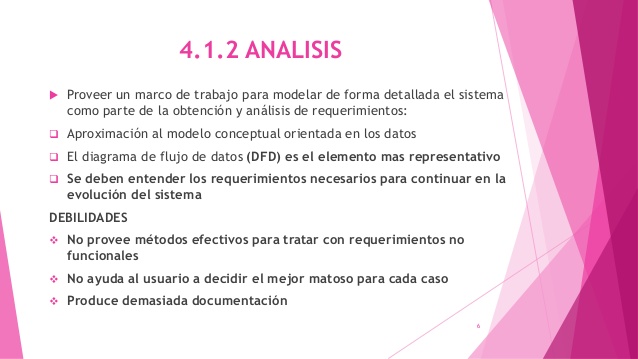 4.1.2 ANALISIS
Proveer un marco de trabajo para modelar de forma detallada el sistema
como parte de la obtención y análisis de requerimientos:
Aproximación al modelo conceptual orientada en los datos
El diagrama de flujo de datos (DFD) es el elemento mas representativo
Se deben entender los requerimientos necesarios para continuar en la
evolución del sistema
DEBILIDADES
No provee métodos efectivos para tratar con requerimientos no
funcionales
No ayuda al usuario a decidir el mejor matoso para cada caso
Produce demasiada documentación
6